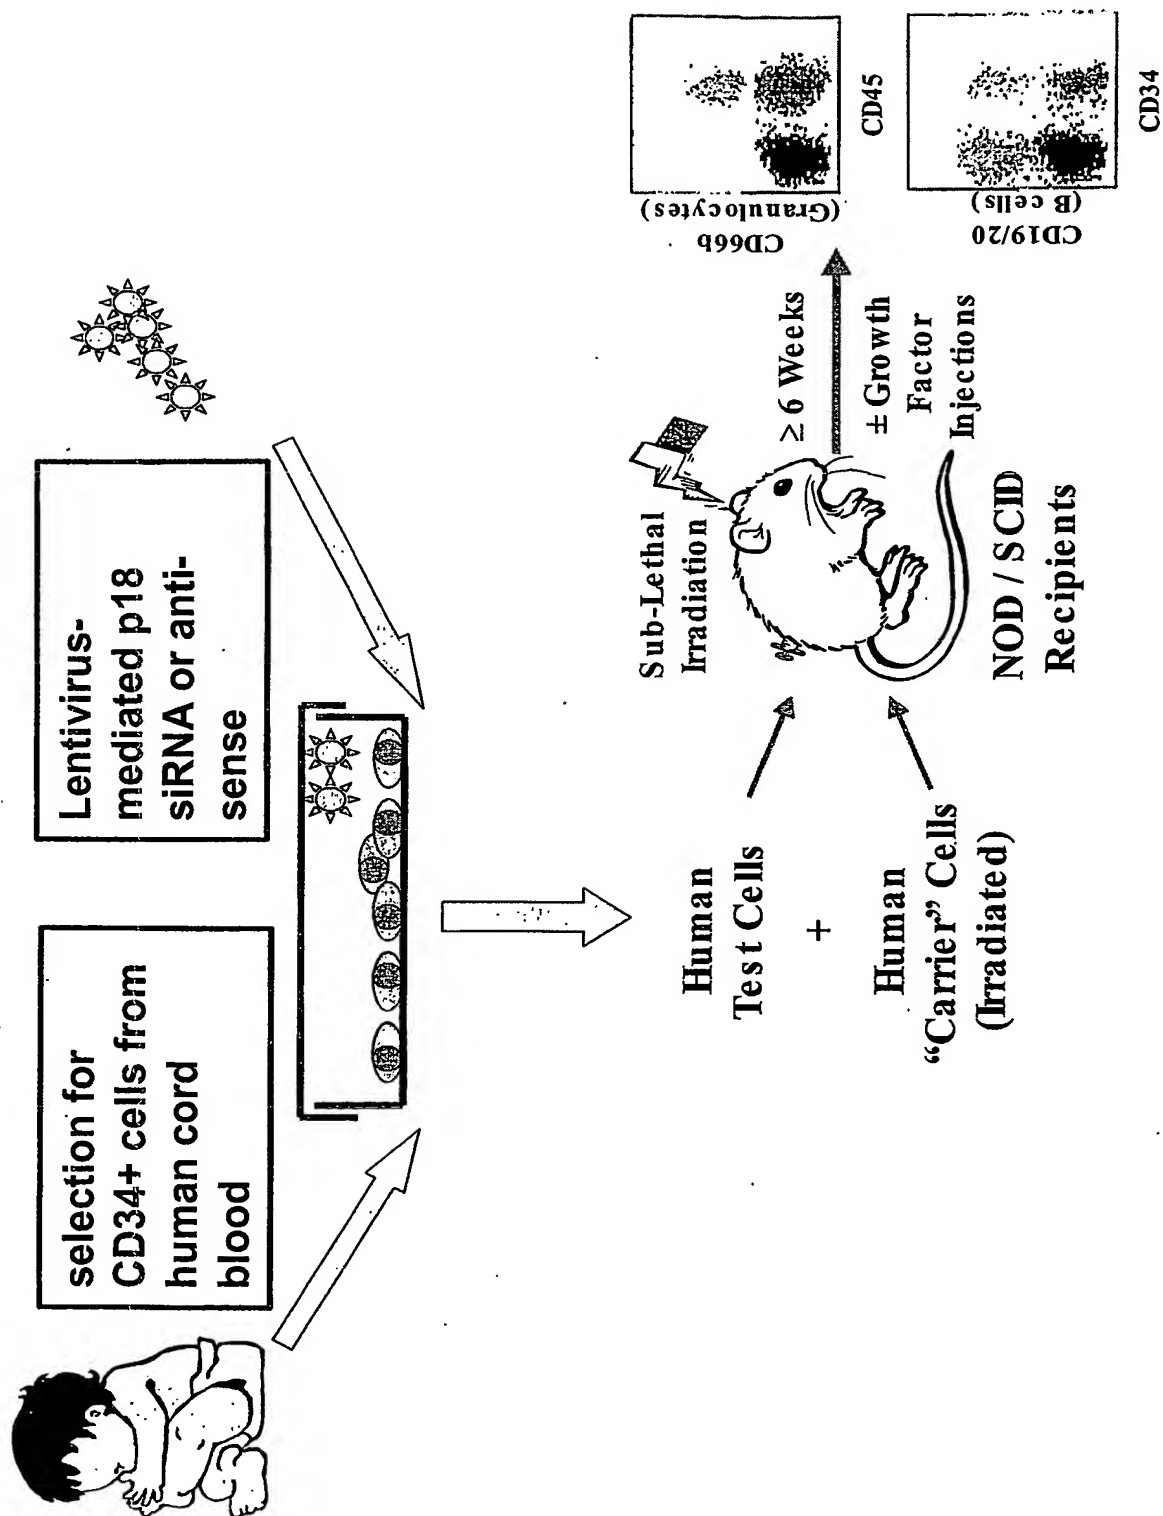 selection for
CD34+ cells from
human cord
blood
Lentivirus-
mediated p18
siRNA or anti-
sense
Human
Test Cells
+
Human
“Carrier” Cells
(Irradiated)
Sub-Lethal
Irradiation
NOD / SCID
Recipients
≥ 6 Weeks
± Growth
Factor
Injections
CD66b
(Granulocytes)
CD45
CD19/20
(B cells)
CD34